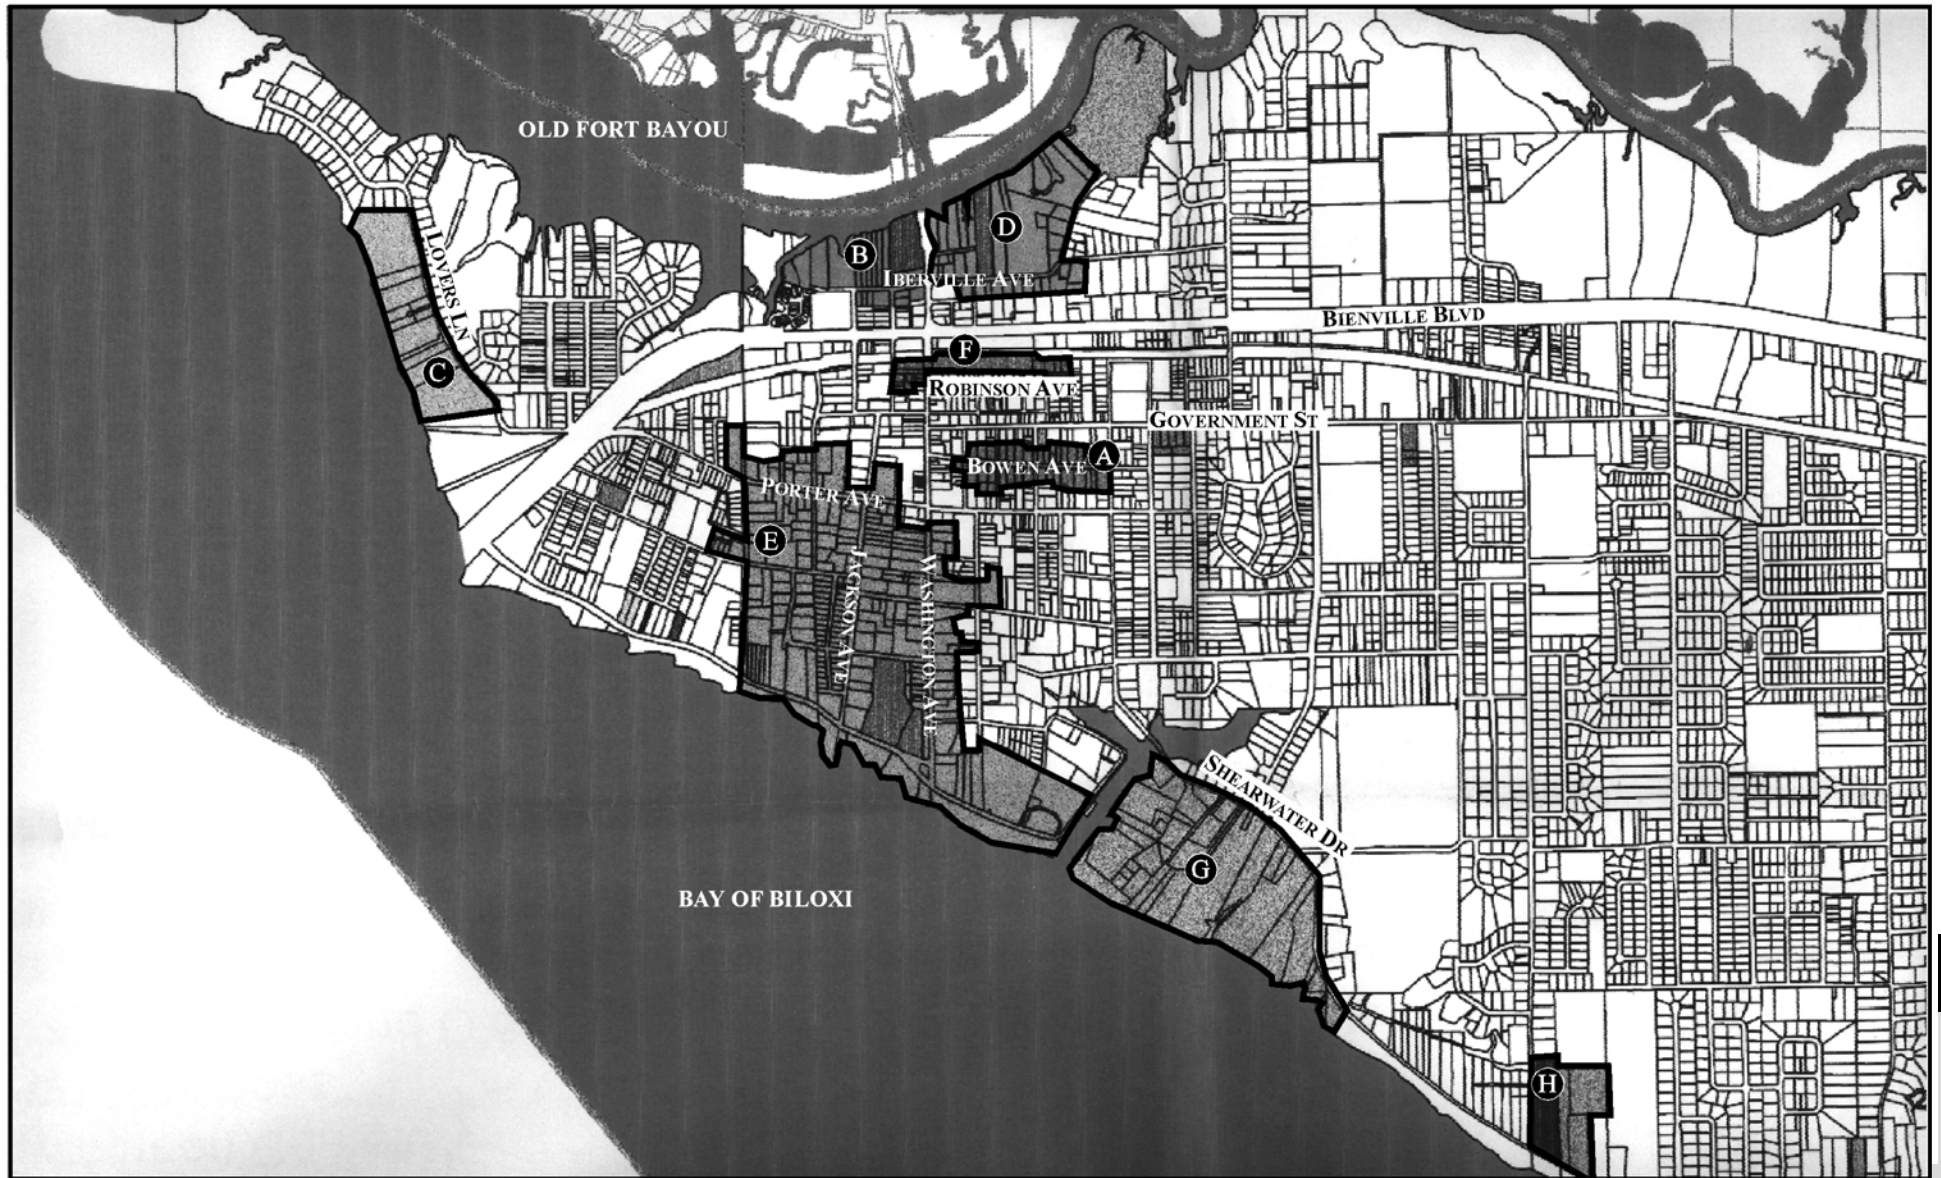 OLD FORT BAYOU
D
B
LOVERS LN
IBERVILLE AVE
BIENVILLE BLVD
F
C
ROBINSON AVE
GOVERNMENT ST
BOWEN AVE
A
PORTER AVE
E
JACKSON AVE
WASHINGTON AVE
SHEARWATER DR
G
BAY OF BILOXI
H